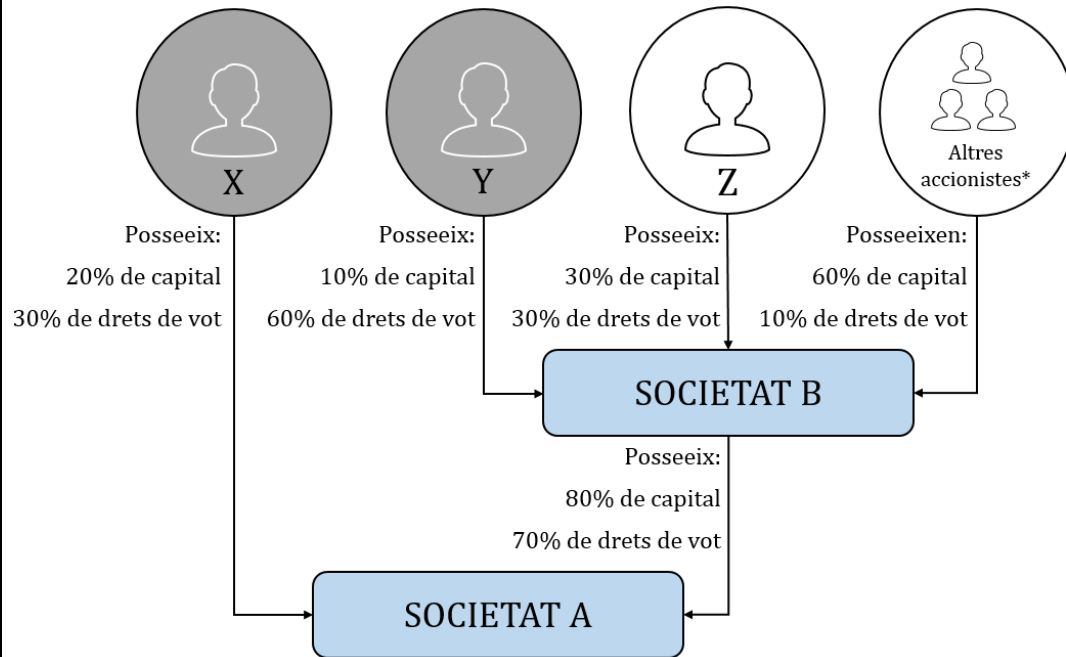 X
Y
Z
Altres
accionistes*
Posseeix:
20% de capital
30% de drets de vot
Posseeix:
10% de capital
60% de drets de vot
Posseeix:
30% de capital
30% de drets de vot
Posseeixen:
60% de capital
10% de drets de vot
SOCIETAT B
Posseeix:
80% de capital
70% de drets de vot
SOCIETAT A